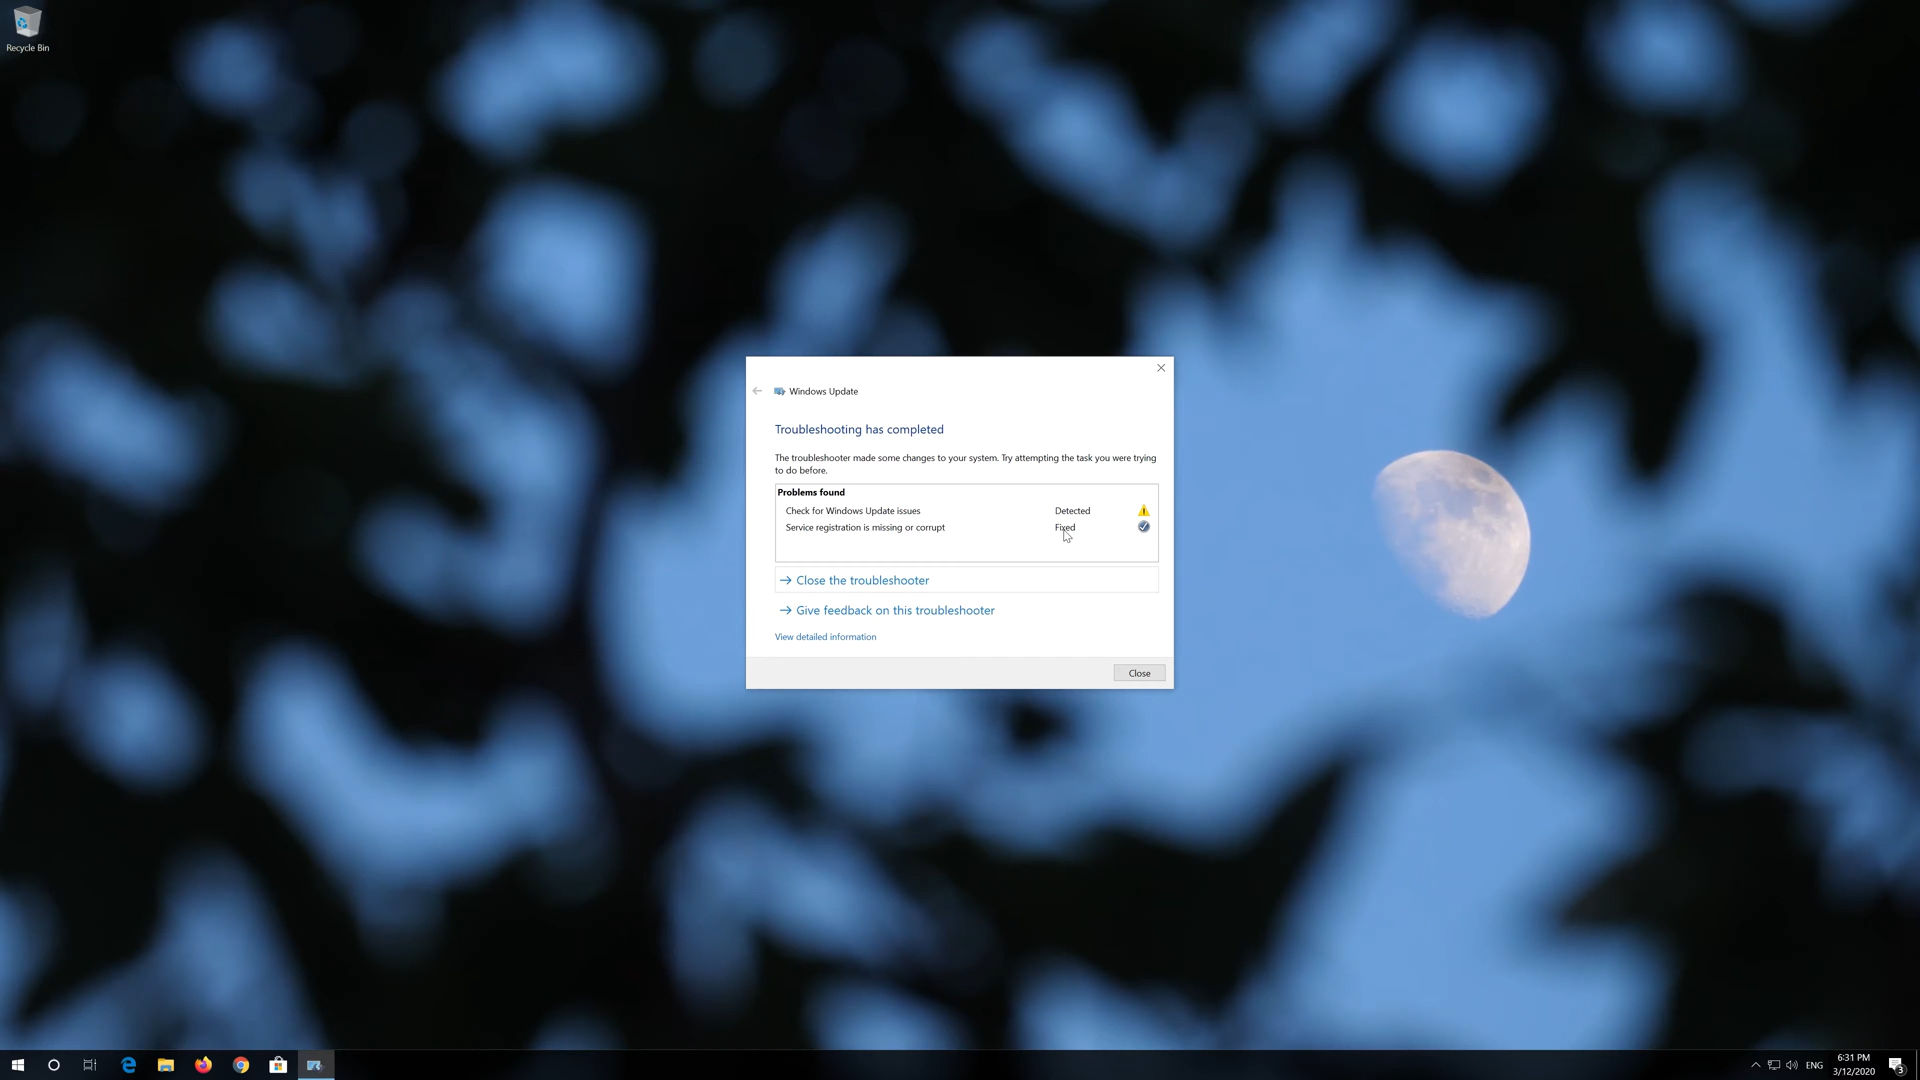 Recycle Bin
Windows Update
Troubleshooting has completed
The troubleshooter made some changes to your system. Try attempting the task you were trying
to do before.
Problems found
Check for Windows Update issues Detected
Service registration is missing or corrupt Fixed
Close the troubleshooter
Give feedback on this troubleshooter
View detailed information
Close
ENG
6:31 PM
3/12/2020
3